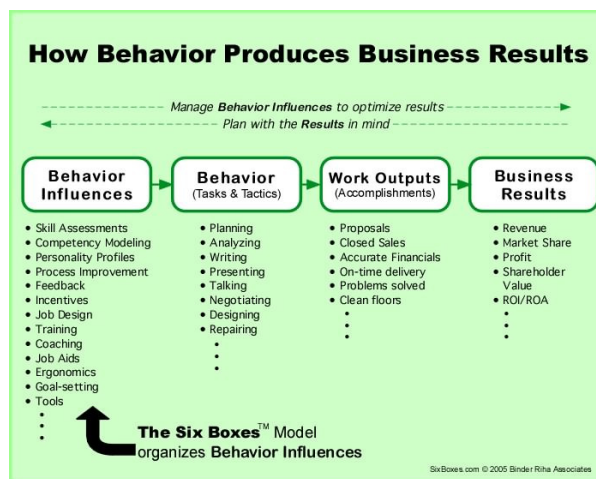 How Behavior Produces Business Results
Manage Behavior Influences to optimize results
Plan with the Results in mind
Behavior
Influences
Behavior
(Tasks & Tactics)
Work Outputs
(Accomplishments)
Business
Results
• Skill Assessments
• Competency Modeling
• Personality Profiles
• Process Improvement
• Feedback
• Incentives
• Job Design
• Training
• Coaching
• Job Aids
• Ergonomics
• Goal-setting
• Tools
•
•
•
• Planning
• Analyzing
• Writing
• Presenting
• Talking
• Negotiating
• Designing
• Repairing
•
•
•
• Proposals
• Closed Sales
• Accurate Financials
• On-time delivery
• Problems solved
• Clean floors
•
•
•
• Revenue
• Market Share
• Profit
• Shareholder
Value
• ROI/ROA
•
•
•
The Six Boxes™ Model
organizes Behavior Influences
SixBoxes.com © 2005 Binder Riha Associates